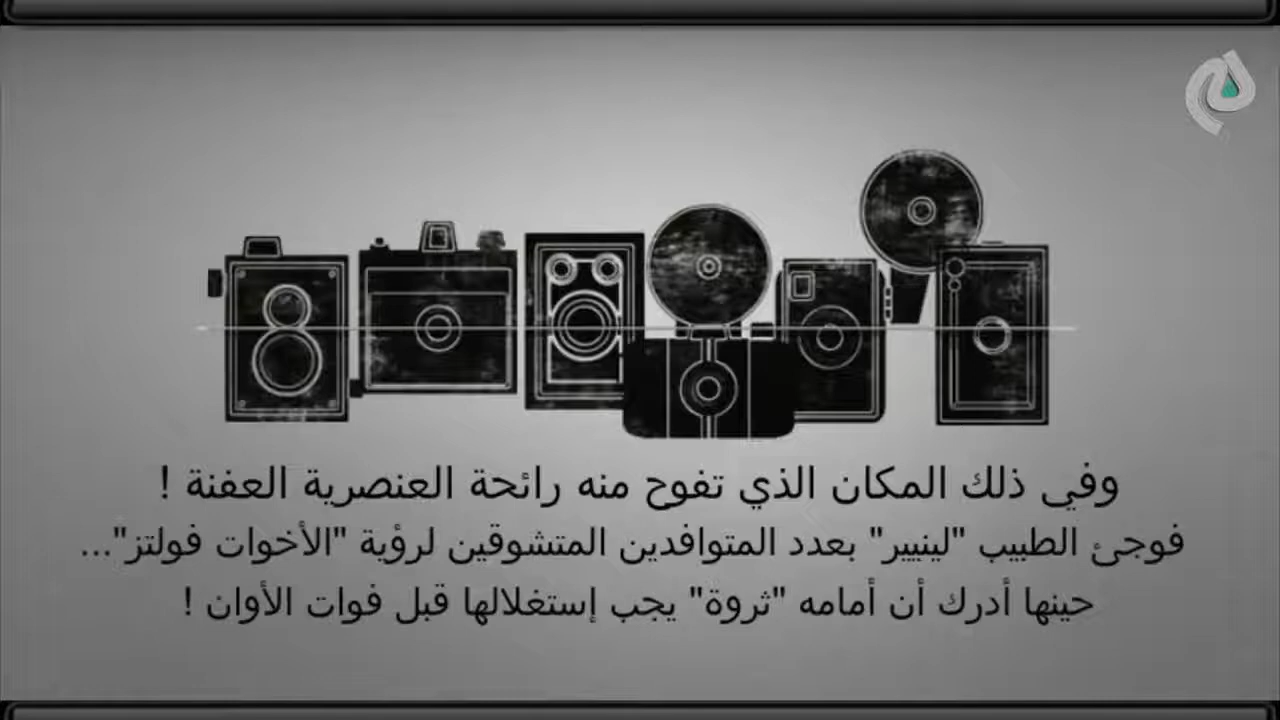 وفي ذلك المكان الذي تفوح منه رائحة العنصرية العفنة !
فوجئ الطبيب "لينبير" بعدد المتوافدين المتشوقين لرؤية "الأخوات فولتز"...
حينها أدرك أن أمامه "ثروة" يجب إستغلالها قبل فوات الأوان !